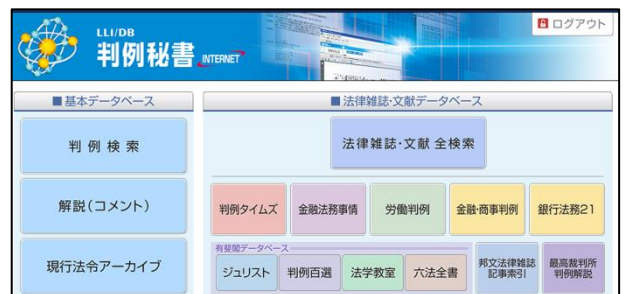 LLI/DB
判例秘書 INTERNET
ログアウト
■基本データベース
判例検索
解説(コメント)
現行法令アーカイブ
■法律雑誌・文献データベース
法律雑誌・文献 全検索
判例タイムズ
金融法務事情
労働判例
金融・商事判例
銀行法務21
有斐閣データベース
ジュリスト
判例百選
法学教室
六法全書
邦文法律雑誌
記事索引
最高裁判所
判例解説